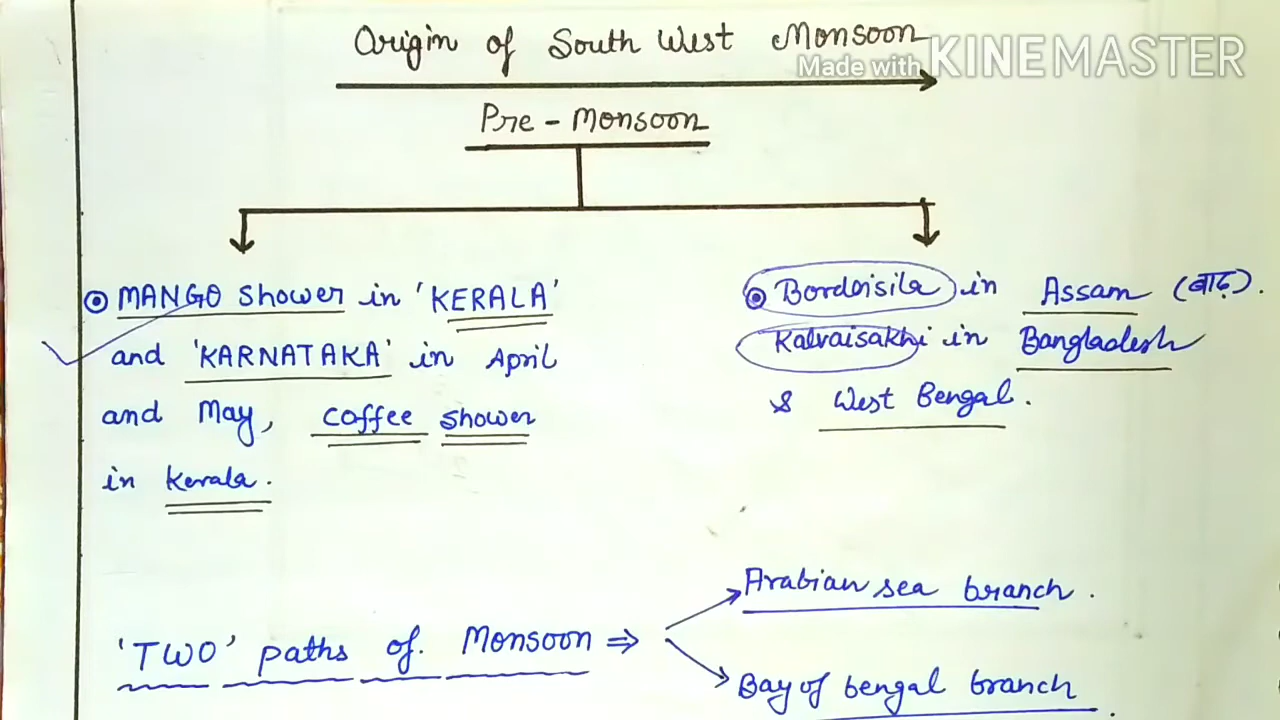 Origin of South West Monsoon
Made with KINEMASTER
Pre - Monsoon
MANGO shower in 'KERALA'
and 'KARNATAKA' in April
and May, coffee shower
in Kerala.
Bordoisila in Assam (बाढ़).
Kalvaisakhi in Bangladesh
& West Bengal.
'TWO' paths of. Monsoon ⇒
Arabian sea branch .
Bay of bengal branch .